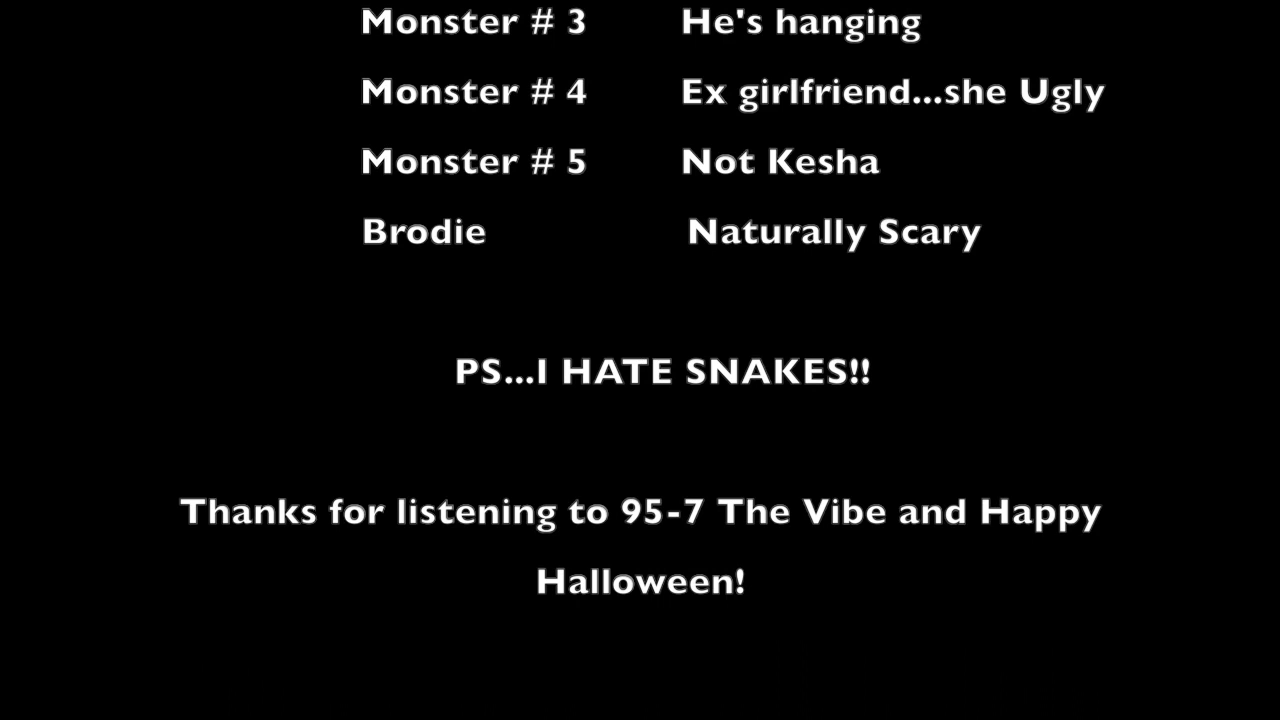 Monster # 3 He's hanging
Monster # 4 Ex girlfriend...she Ugly
Monster # 5 Not Kesha
Brodie Naturally Scary
PS...I HATE SNAKES!!
Thanks for listening to 95-7 The Vibe and Happy
Halloween!